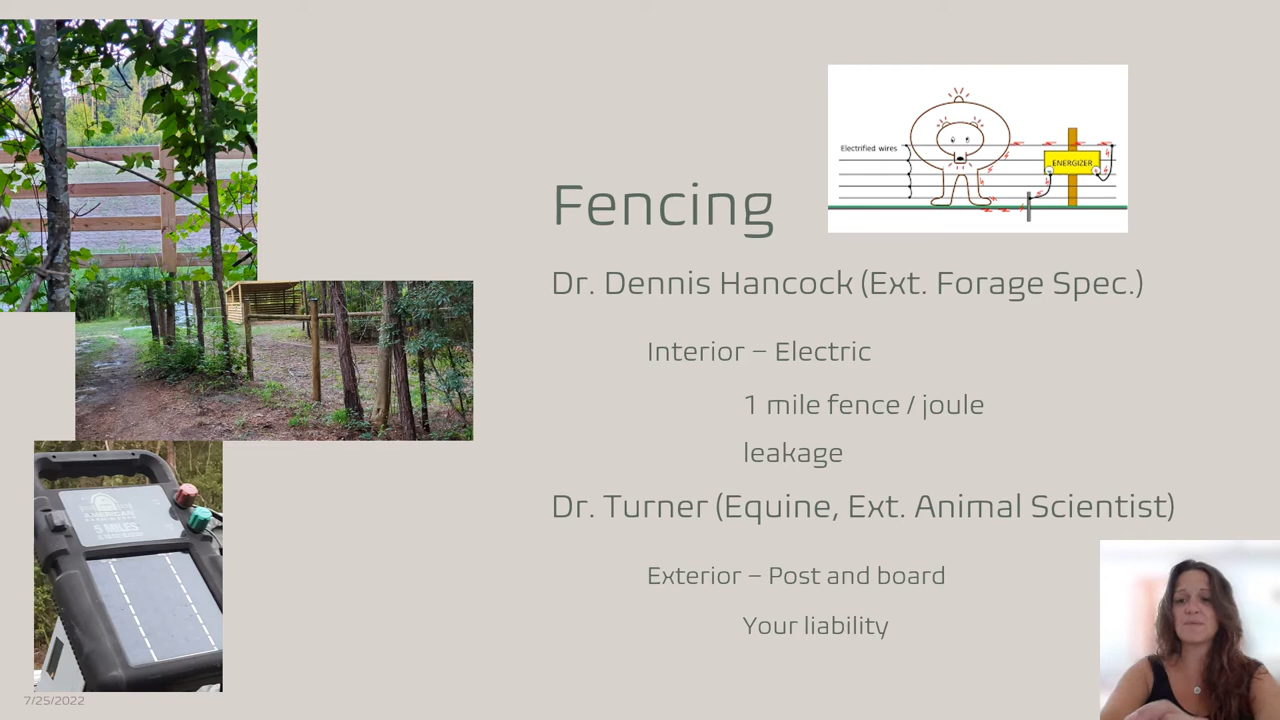 Electrified wires
ENERGIZER
Fencing
Dr. Dennis Hancock (Ext. Forage Spec.)
Interior – Electric
1 mile fence / joule
leakage
Dr. Turner (Equine, Ext. Animal Scientist)
Exterior – Post and board
Your liability
AMERICAN
5 MILES
7/25/2022